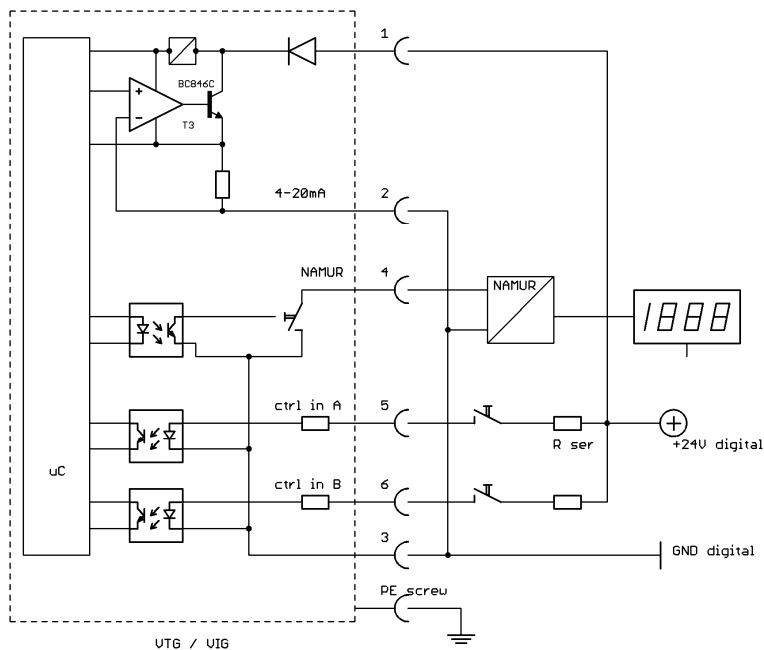 1
BC846C
+
-
T3
4-20mA
2
NAMUR
4
NAMUR
1888
ctrl in A
5
R ser
+
+24V digital
uC
ctrl in B
6
3
GND digital
PE screw
VTG / VIG